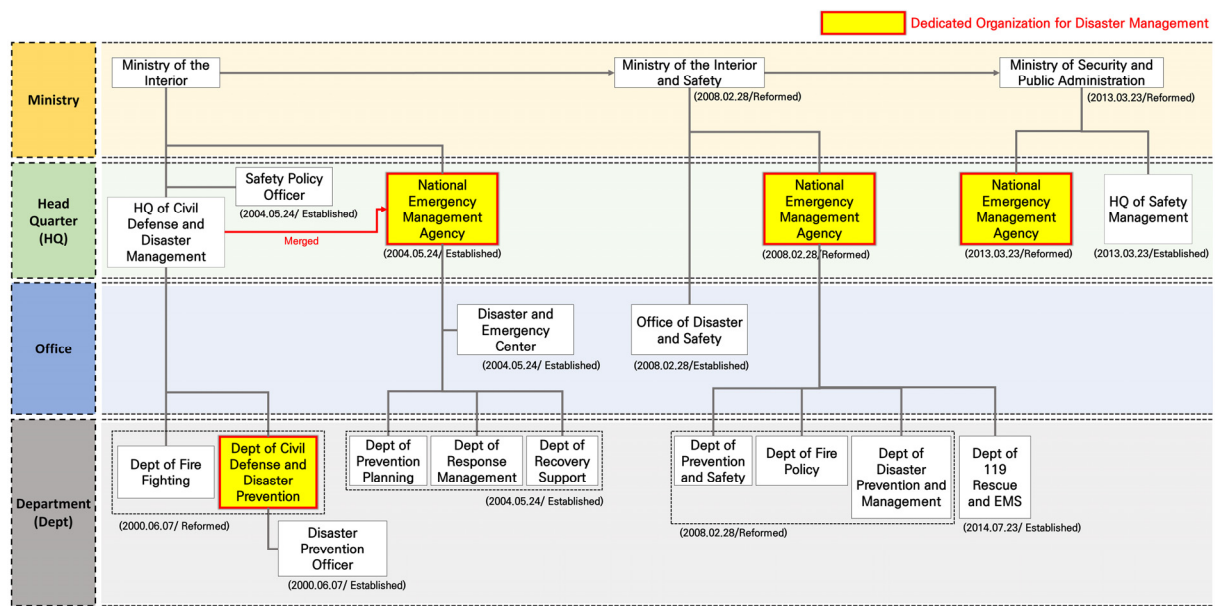 Dedicated Organization for Disaster Management
Ministry
Ministry of the
Interior
Ministry of the Interior
and Safety
(2008.02.28/Reformed)
Ministry of Security and
Public Administration
(2013.03.23/Reformed)
Head
Quarter
(HQ)
Safety Policy
Officer
(2004.05.24/ Established)
HQ of Civil
Defense and
Disaster
Management
Merged
National
Emergency
Management
Agency
(2004.05.24/ Established)
National
Emergency
Management
Agency
(2008.02.28/Reformed)
National
Emergency
Management
Agency
(2013.03.23/Reformed)
HQ of Safety
Management
(2013.03.23/Established)
Office
Disaster and
Emergency
Center
(2004.05.24/ Established)
Office of Disaster
and Safety
(2008.02.28/Established)
Department
(Dept)
Dept of Fire
Fighting
Dept of Civil
Defense and
Disaster
Prevention
(2000.06.07/ Reformed)
Disaster
Prevention
Officer
(2000.06.07/ Established)
Dept of
Prevention
Planning
Dept of
Response
Management
Dept of
Recovery
Support
(2004.05.24/ Established)
Dept of
Prevention
and Safety
Dept of Fire
Policy
Dept of
Disaster
Prevention and
Management
(2008.02.28/Reformed)
Dept of
119
Rescue
and EMS
(2014.07.23/ Established)